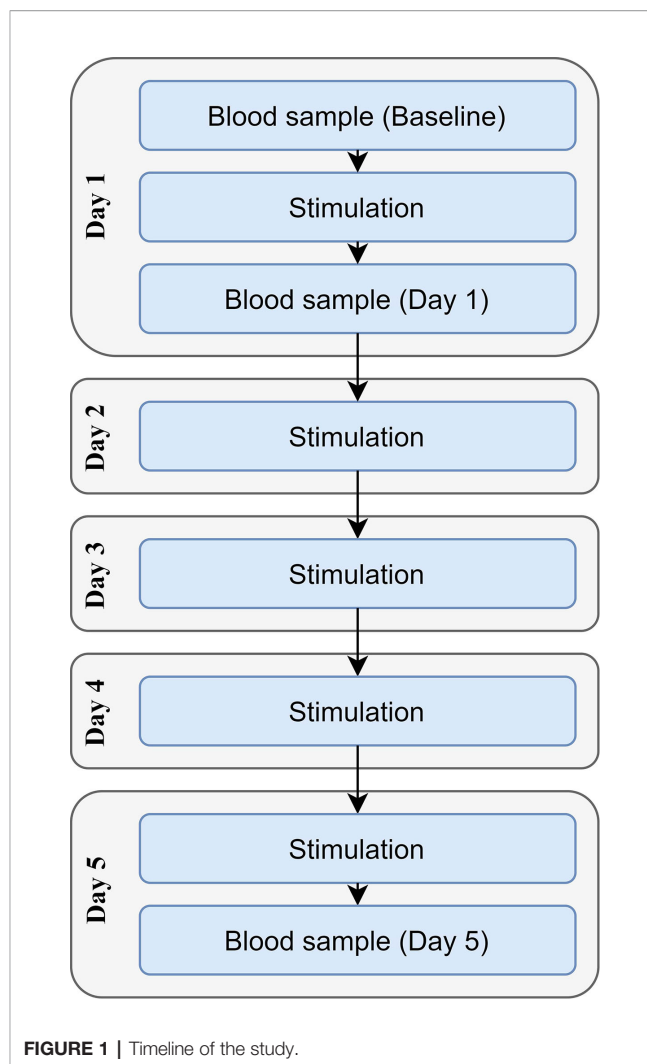 Day 1
Blood sample (Baseline)
Stimulation
Blood sample (Day 1)
Day 2
Stimulation
Day 3
Stimulation
Day 4
Stimulation
Day 5
Stimulation
Blood sample (Day 5)
FIGURE 1 | Timeline of the study.